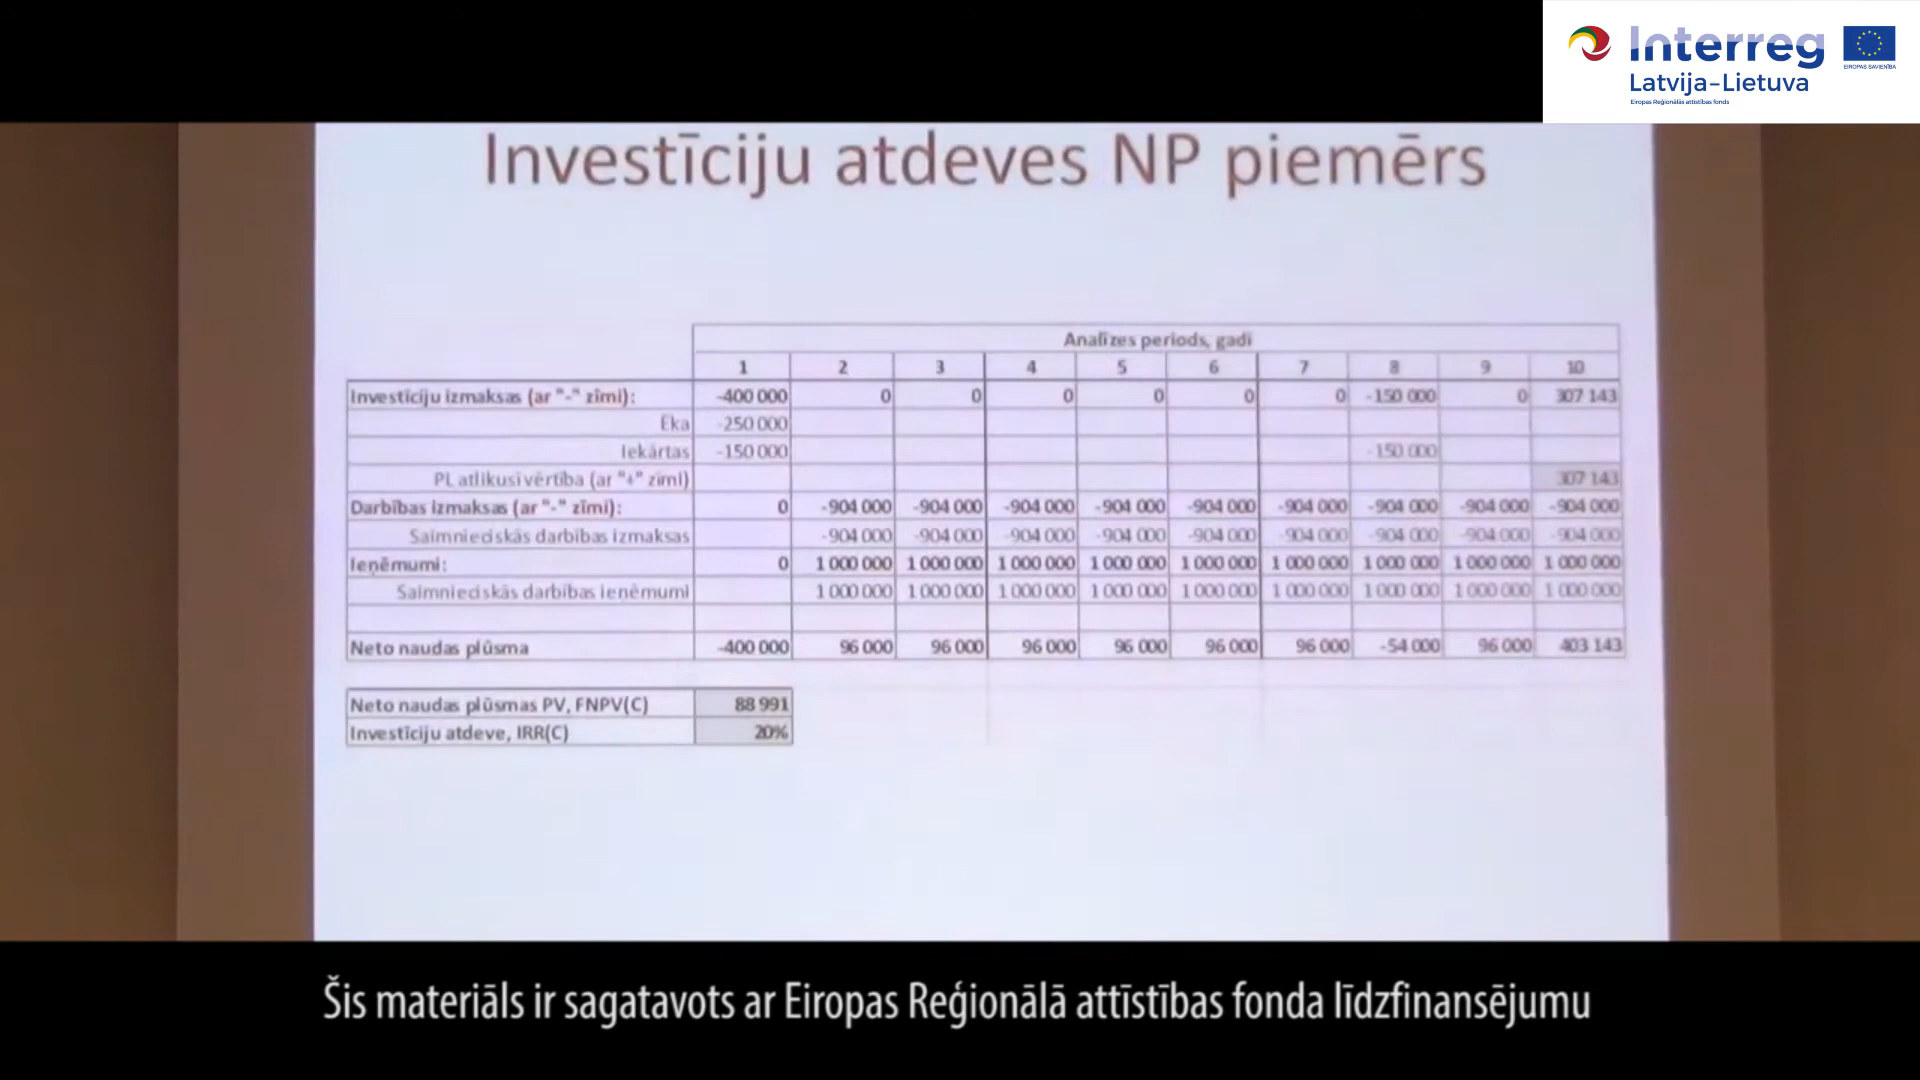 Interreg
Latvija–Lietuva
Eiropas Reģionālās attīstības fonds
EIROPAS SAVIENĪBA
Investīciju atdeves NP piemērs
Analīzes periods, gadi
1 2 3 4 5 6 7 8 9 10
Investīciju izmaksas (ar "-" zīmi): -400 000 0 0 0 0 0 0 -150 000 0 307 143
Ēka -250 000
Iekārtas -150 000 -150 000
PL atlikusī vērtība (ar "+" zīmi) 307 143
Darbības izmaksas (ar "-" zīmi): 0 -904 000 -904 000 -904 000 -904 000 -904 000 -904 000 -904 000 -904 000 -904 000
Saimnieciskās darbības izmaksas -904 000 -904 000 -904 000 -904 000 -904 000 -904 000 -904 000 -904 000 -904 000
Ieņēmumi: 0 1 000 000 1 000 000 1 000 000 1 000 000 1 000 000 1 000 000 1 000 000 1 000 000 1 000 000
Saimnieciskās darbības ieņēmumi 1 000 000 1 000 000 1 000 000 1 000 000 1 000 000 1 000 000 1 000 000 1 000 000 1 000 000
Neto naudas plūsma -400 000 96 000 96 000 96 000 96 000 96 000 96 000 -54 000 96 000 403 143
Neto naudas plūsmas PV, FNPV(C) 88 991
Investīciju atdeve, IRR(C) 20%
Šis materiāls ir sagatavots ar Eiropas Reģionālā attīstības fonda līdzfinansējumu